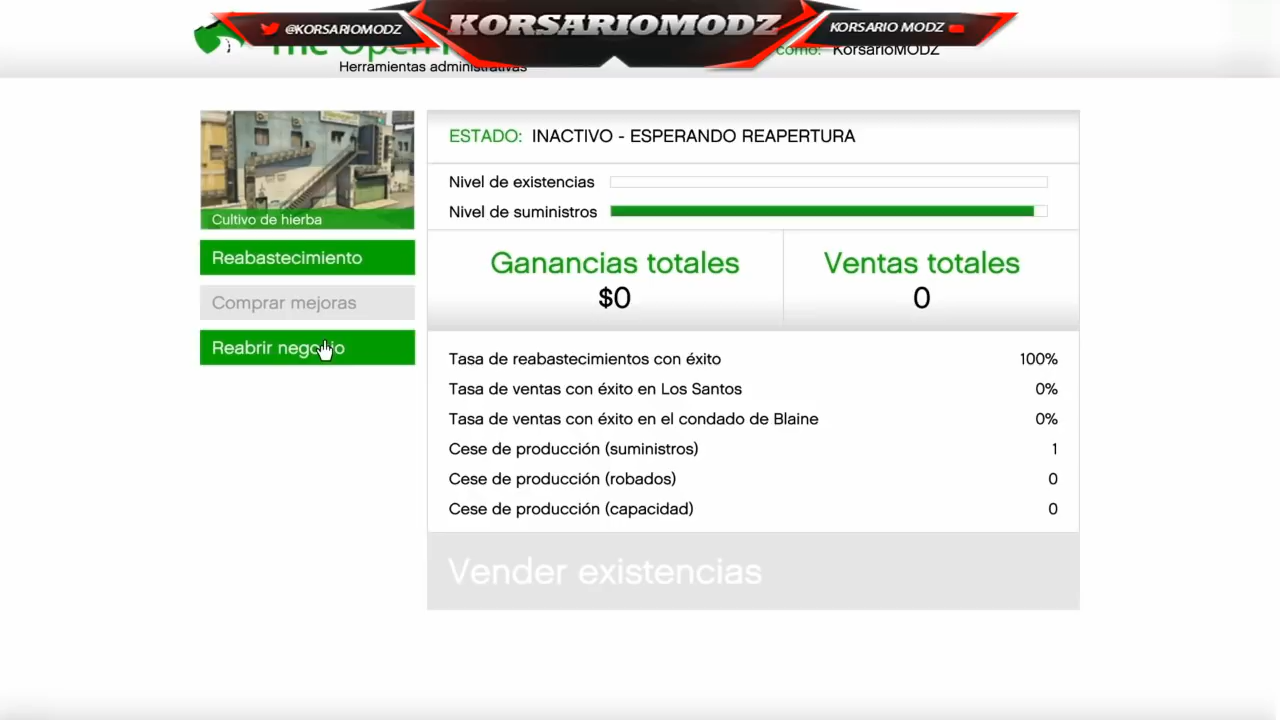 @KORSARIOMODZ
KORSARIOMODZ
KORSARIO MODZ
The Open
como: KorsarioMODZ
Herramientas administrativas
Cultivo de hierba
Reabastecimiento
Comprar mejoras
Reabrir negocio
ESTADO: INACTIVO - ESPERANDO REAPERTURA
Nivel de existencias
Nivel de suministros
Ganancias totales
$0
Ventas totales
0
Tasa de reabastecimientos con éxito 100%
Tasa de ventas con éxito en Los Santos 0%
Tasa de ventas con éxito en el condado de Blaine 0%
Cese de producción (suministros) 1
Cese de producción (robados) 0
Cese de producción (capacidad) 0
Vender existencias